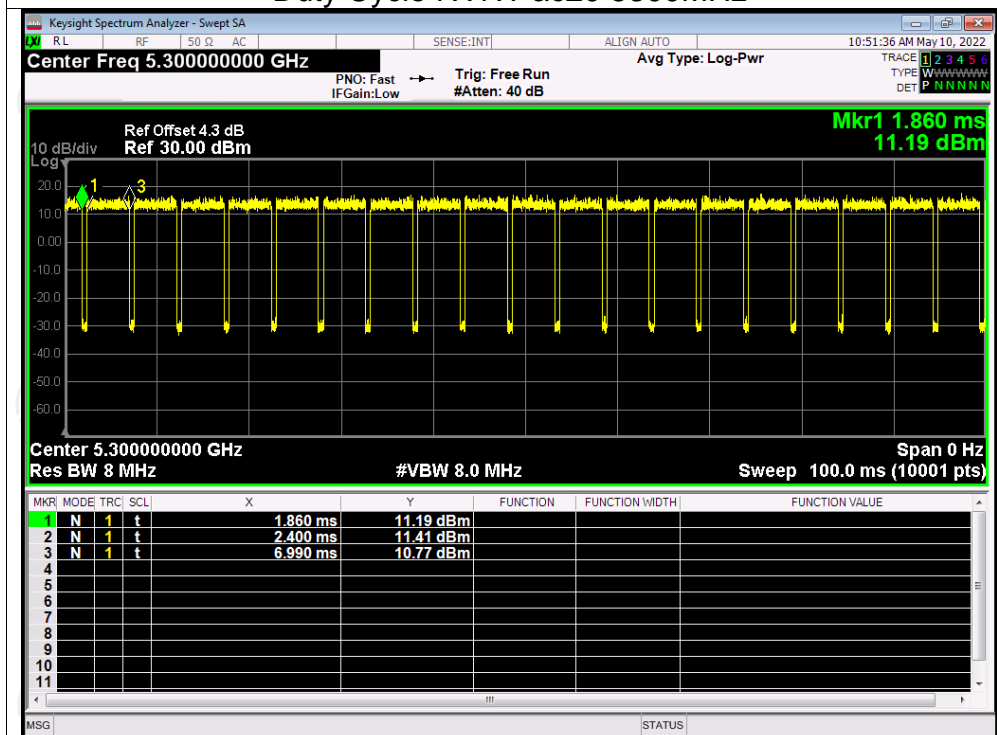 Keysight Spectrum Analyzer - Swept SA
LXI RL RF 50 Ω AC SENSE:INT ALIGN AUTO 10:51:36 AM May 10, 2022
Center Freq 5.300000000 GHz
PNO: Fast
IFGain:Low
Trig: Free Run
#Atten: 40 dB
Avg Type: Log-Pwr
TRACE 1 2 3 4 5 6
TYPE WWWWWW
DET P N N N N N
Ref Offset 4.3 dB
10 dB/div Ref 30.00 dBm
Log
Mkr1 1.860 ms
11.19 dBm
1
3
20.0
10.0
0.00
-10.0
-20.0
-30.0
-40.0
-50.0
-60.0
Center 5.300000000 GHz Span 0 Hz
Res BW 8 MHz #VBW 8.0 MHz Sweep 100.0 ms (10001 pts)
MKR MODE TRC SCL X Y FUNCTION FUNCTION WIDTH FUNCTION VALUE
1 N 1 t 1.860 ms 11.19 dBm
2 N 1 t 2.400 ms 11.41 dBm
3 N 1 t 6.990 ms 10.77 dBm
4
5
6
7
8
9
10
11
MSG STATUS